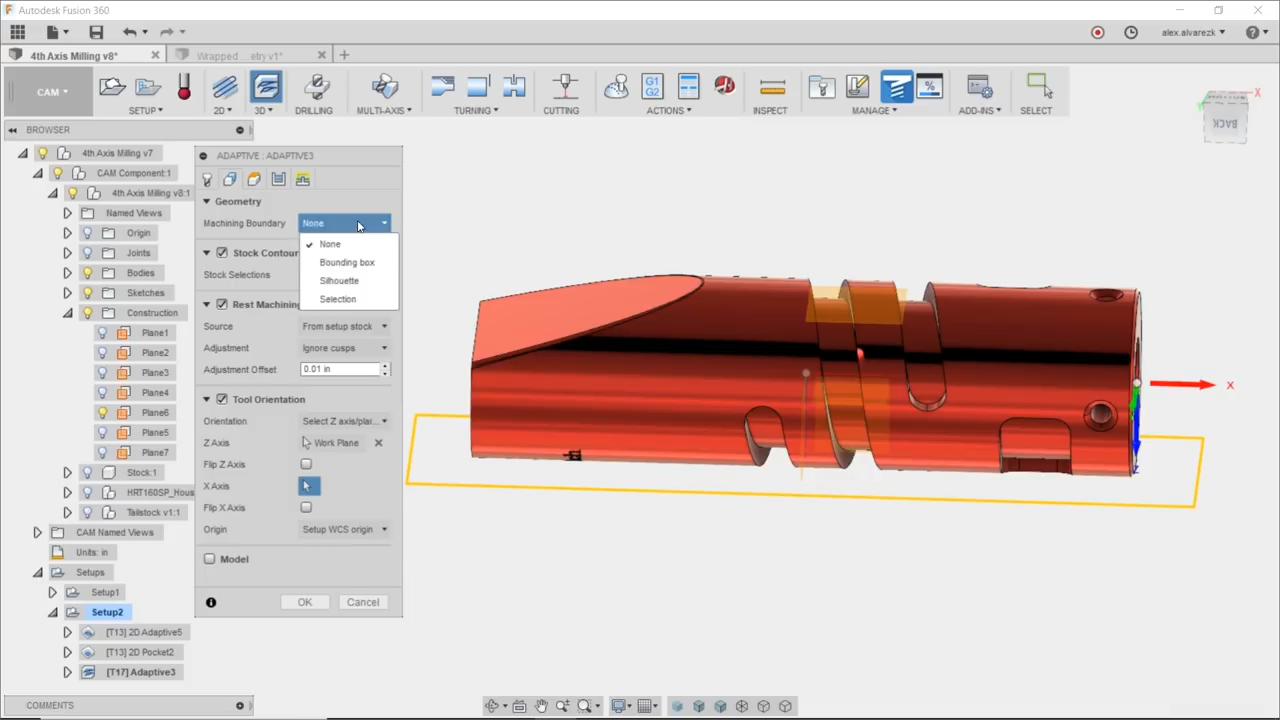 Autodesk Fusion 360
alex.alvarezk
4th Axis Milling v8*
Wrapped ... etry v1*
CAM
SETUP
2D
3D
DRILLING
MULTI-AXIS
TURNING
CUTTING
G1
G2
ACTIONS
INSPECT
MANAGE
ADD-INS
SELECT
BROWSER
4th Axis Milling v7
CAM Component:1
4th Axis Milling v8:1
Named Views
Origin
Joints
Bodies
Sketches
Construction
Plane1
Plane2
Plane3
Plane4
Plane6
Plane5
Plane7
Stock:1
HRT160SP_Hous
Tailstock v1:1
CAM Named Views
Units: in
Setups
Setup1
Setup2
[T13] 2D Adaptive5
[T13] 2D Pocket2
[T17] Adaptive3
ADAPTIVE : ADAPTIVE3
Geometry
Machining Boundary None
None
Bounding box
Silhouette
Selection
Stock Contour
Stock Selections
Rest Machining
Source From setup stock
Adjustment Ignore cusps
Adjustment Offset 0.01 in
Tool Orientation
Orientation Select Z axis/plan...
Z Axis Work Plane
Flip Z Axis
X Axis
Flip X Axis
Origin Setup WCS origin
Model
OK Cancel
X
BACK
X
Z
COMMENTS